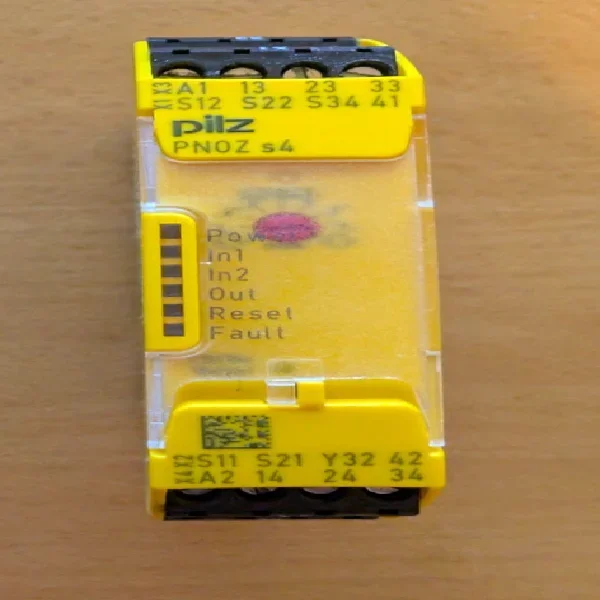 X3 A1 13 23 33
X1 S12 S22 S34 41
pilz
PNOZ s4
Power
In1
In2
Out
Reset
Fault
X2 S11 S21 Y32 42
X4 A2 14 24 34